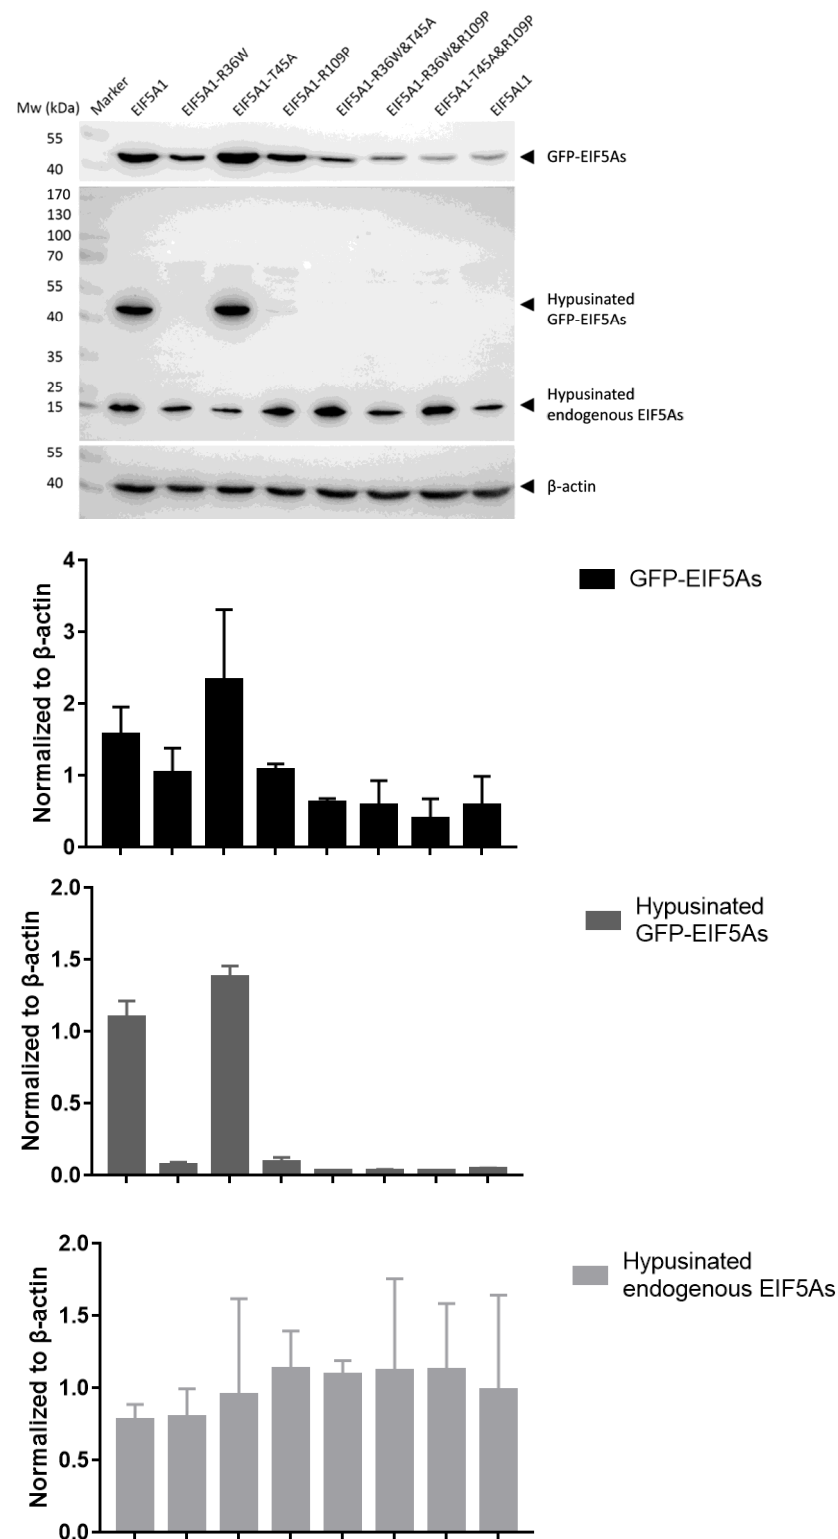 Mw (kDa)
Marker
EIF5A1
EIF5A1-R36W
EIF5A1-T45A
EIF5A1-R109P
EIF5A1-R36W&T45A
EIF5A1-R36W&R109P
EIF5A1-T45A&R109P
EIF5AL1
55
40
GFP-EIF5As
170
130
100
70
55
40
35
25
15
Hypusinated
GFP-EIF5As
Hypusinated
endogenous EIF5As
55
40
β-actin
Normalized to β-actin
4
3
2
1
0
GFP-EIF5As
Normalized to β-actin
2.0
1.5
1.0
0.5
0.0
Hypusinated
GFP-EIF5As
Normalized to β-actin
2.0
1.5
1.0
0.5
0.0
Hypusinated
endogenous EIF5As